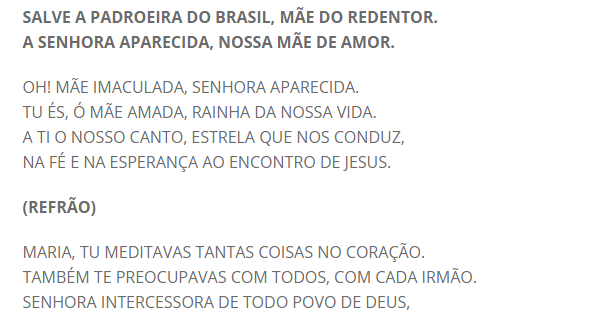 SALVE A PADROEIRA DO BRASIL, MÃE DO REDENTOR.
A SENHORA APARECIDA, NOSSA MÃE DE AMOR.
OH! MÃE IMACULADA, SENHORA APARECIDA.
TU ÉS, Ó MÃE AMADA, RAINHA DA NOSSA VIDA.
A TI O NOSSO CANTO, ESTRELA QUE NOS CONDUZ,
NA FÉ E NA ESPERANÇA AO ENCONTRO DE JESUS.
(REFRÃO)
MARIA, TU MEDITAVAS TANTAS COISAS NO CORAÇÃO.
TAMBÉM TE PREOCUPAVAS COM TODOS, COM CADA IRMÃO.
SENHORA INTERCESSORA DE TODO POVO DE DEUS,